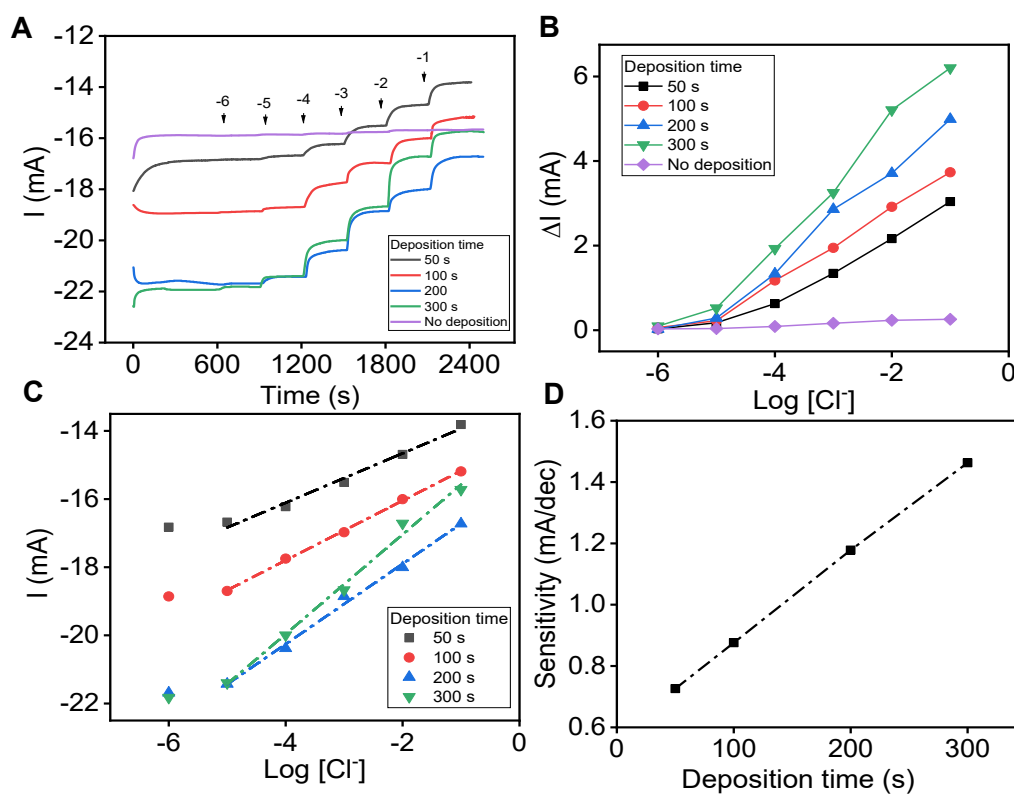 A
-12
-14
-16
-18
-20
-22
-24
I (mA)
-6
-5
-4
-3
-2
-1
Deposition time
50 s
100 s
200
300 s
No deposition
0
600
1200
1800
2400
Time (s)
B
6
4
2
0
ΔI (mA)
Deposition time
50 s
100 s
200 s
300 s
No deposition
-6
-4
-2
0
Log [Cl⁻]
C
-14
-16
-18
-20
-22
I (mA)
Deposition time
50 s
100 s
200 s
300 s
-6
-4
-2
0
Log [Cl⁻]
D
1.6
1.4
1.2
1.0
0.8
0.6
Sensitivity (mA/dec)
0
100
200
300
Deposition time (s)